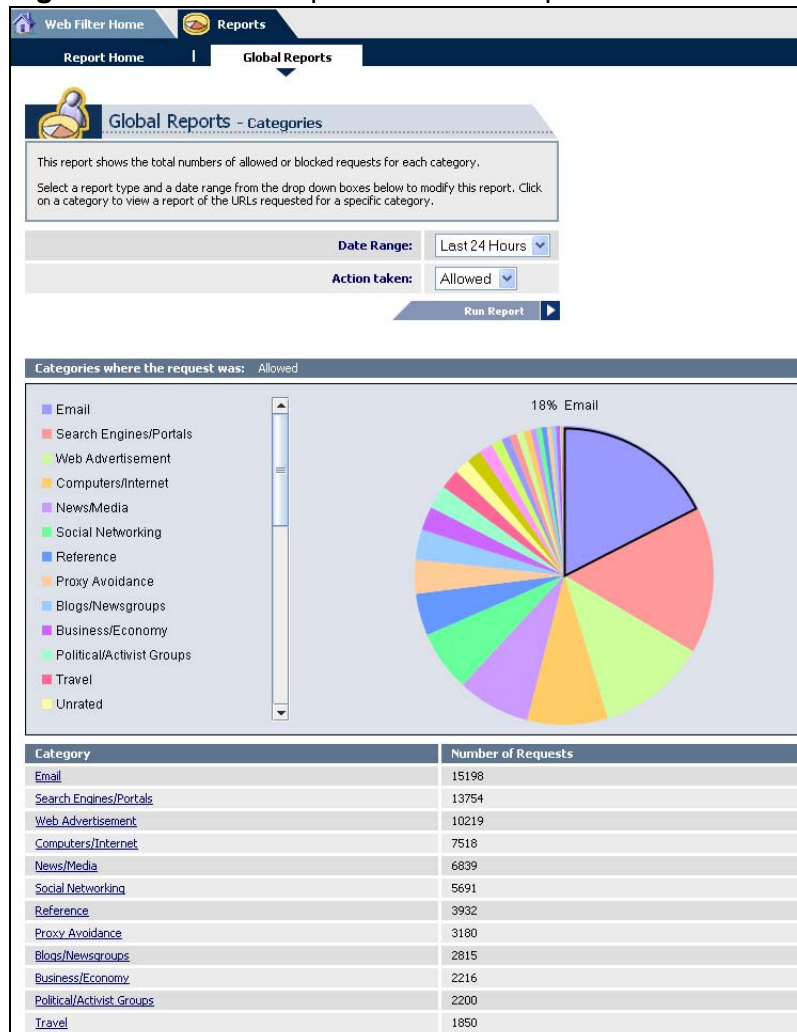 Web Filter Home Reports
Report Home | Global Reports
Global Reports - Categories
This report shows the total numbers of allowed or blocked requests for each category.
Select a report type and a date range from the drop down boxes below to modify this report. Click
on a category to view a report of the URLs requested for a specific category.
Date Range: Last 24 Hours
Action taken: Allowed
Run Report
Categories where the request was: Allowed
18% Email
Email
Search Engines/Portals
Web Advertisement
Computers/Internet
News/Media
Social Networking
Reference
Proxy Avoidance
Blogs/Newsgroups
Business/Economy
Political/Activist Groups
Travel
Unrated
Category Number of Requests
Email 15198
Search Engines/Portals 13754
Web Advertisement 10219
Computers/Internet 7518
News/Media 6839
Social Networking 5691
Reference 3932
Proxy Avoidance 3180
Blogs/Newsgroups 2815
Business/Economy 2216
Political/Activist Groups 2200
Travel 1850